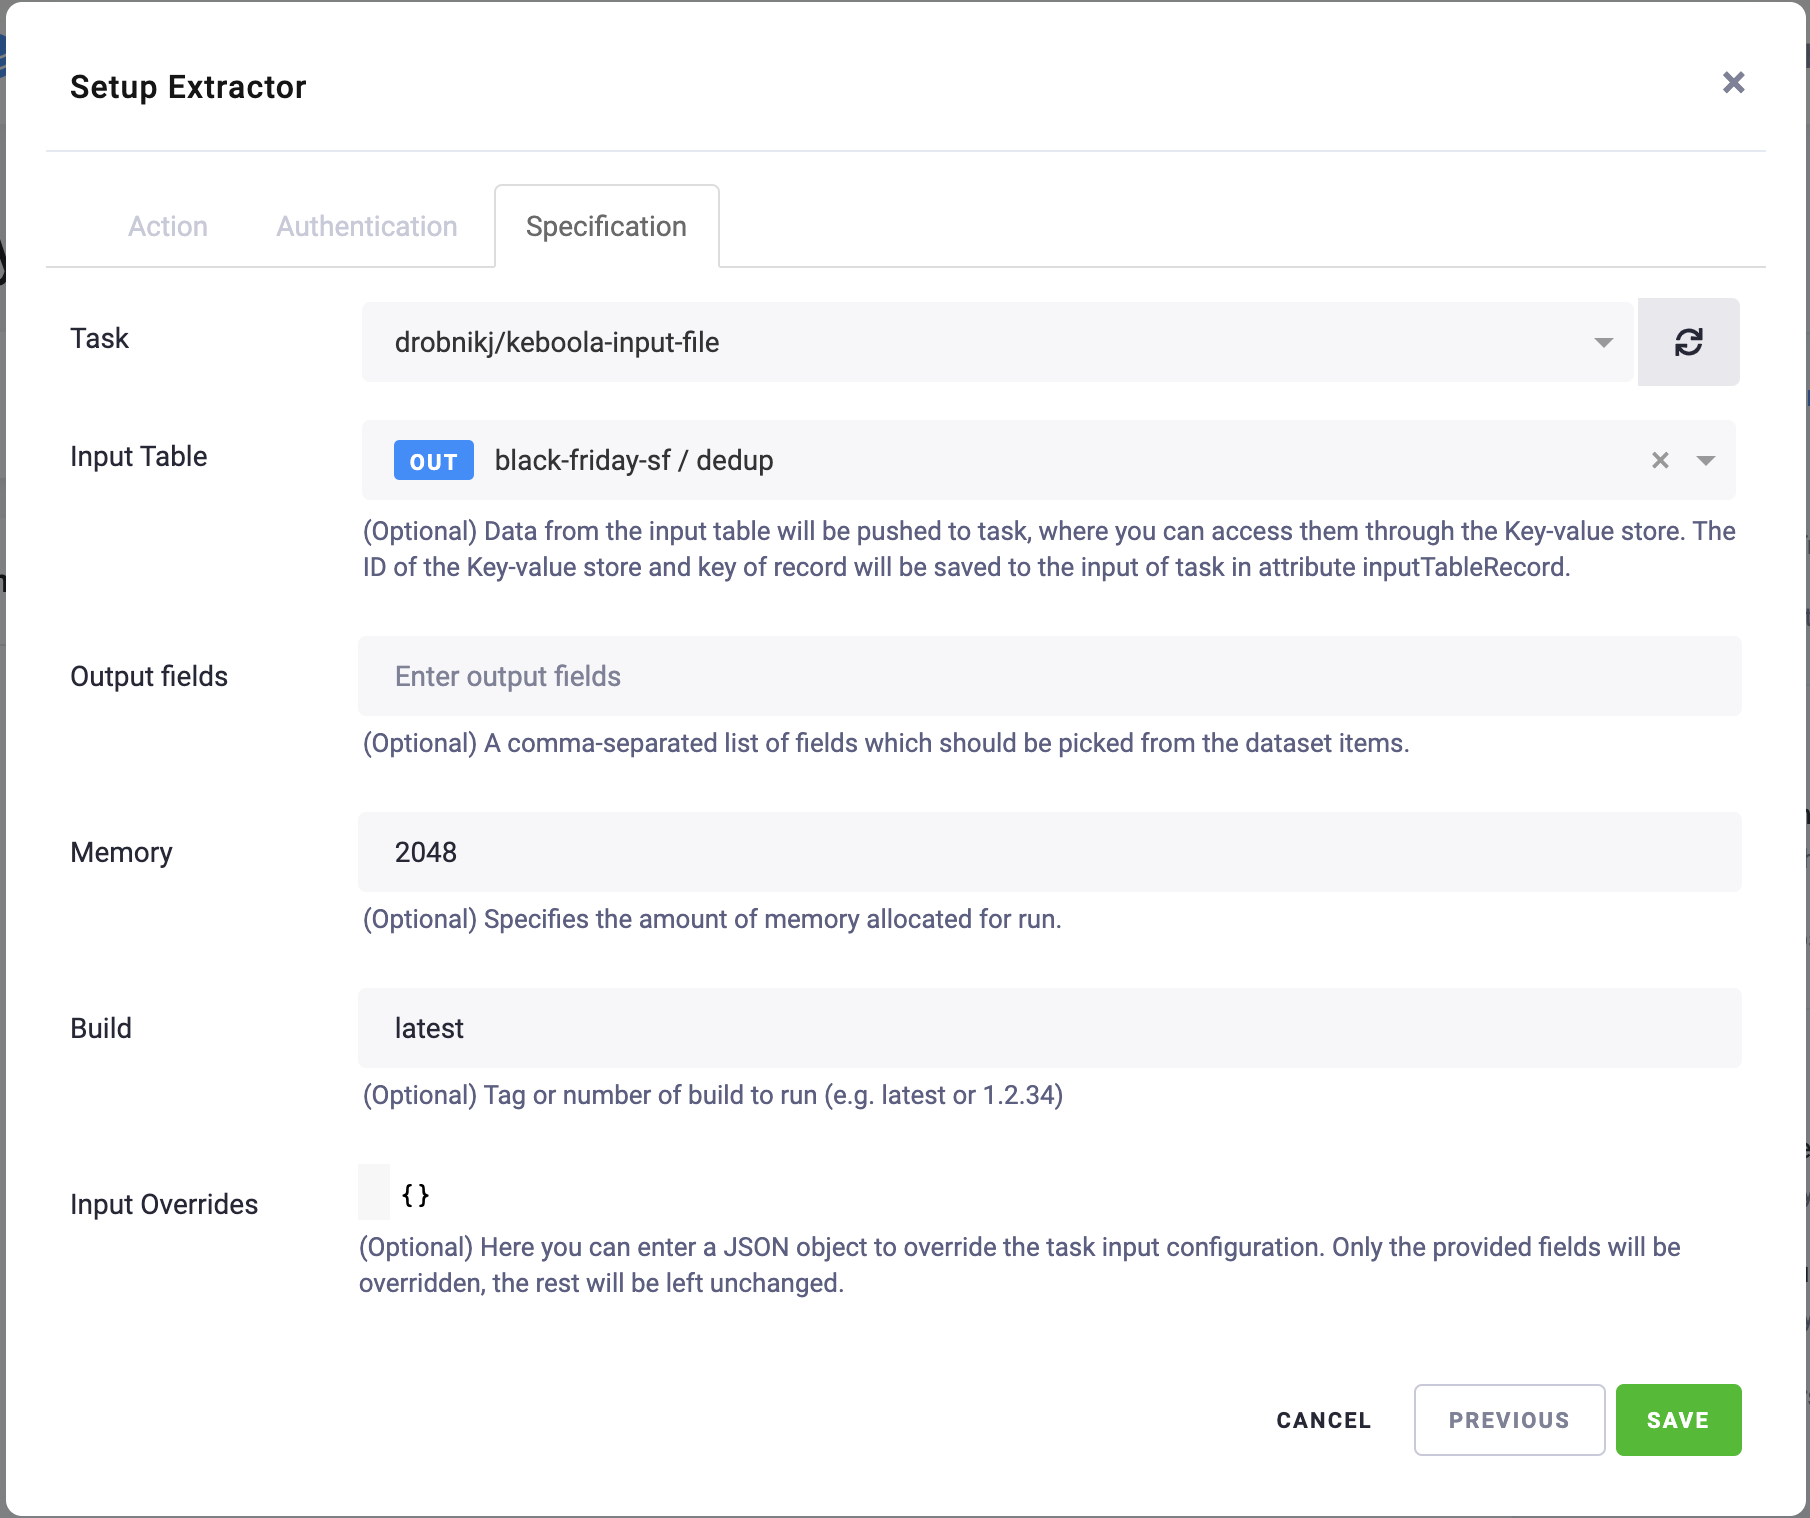 Setup Extractor
Action Authentication Specification
Task
drobnikj/keboola-input-file
Input Table
OUT black-friday-sf / dedup
(Optional) Data from the input table will be pushed to task, where you can access them through the Key-value store. The
ID of the Key-value store and key of record will be saved to the input of task in attribute inputTableRecord.
Output fields
Enter output fields
(Optional) A comma-separated list of fields which should be picked from the dataset items.
Memory
2048
(Optional) Specifies the amount of memory allocated for run.
Build
latest
(Optional) Tag or number of build to run (e.g. latest or 1.2.34)
Input Overrides
{}
(Optional) Here you can enter a JSON object to override the task input configuration. Only the provided fields will be
overridden, the rest will be left unchanged.
CANCEL PREVIOUS SAVE